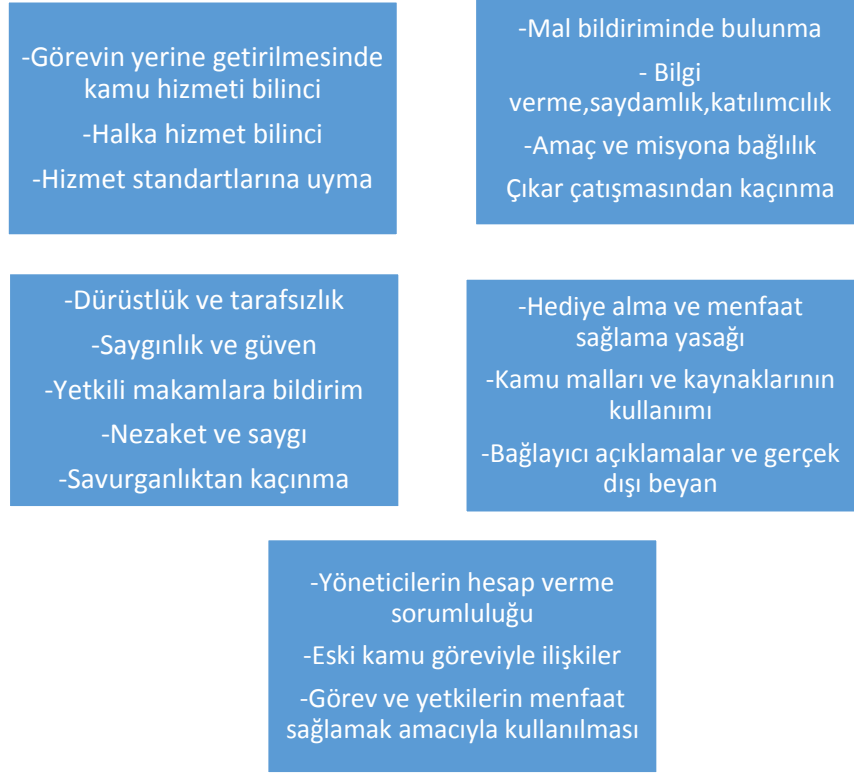 -Görevin yerine getirilmesinde
kamu hizmeti bilinci
-Halka hizmet bilinci
-Hizmet standartlarına uyma
-Mal bildiriminde bulunma
- Bilgi
verme,saydamlık,katılımcılık
-Amaç ve misyona bağlılık
Çıkar çatışmasından kaçınma
-Dürüstlük ve tarafsızlık
-Saygınlık ve güven
-Yetkili makamlara bildirim
-Nezaket ve saygı
-Savurganlıktan kaçınma
-Hediye alma ve menfaat
sağlama yasağı
-Kamu malları ve kaynaklarının
kullanımı
-Bağlayıcı açıklamalar ve gerçek
dışı beyan
-Yöneticilerin hesap verme
sorumluluğu
-Eski kamu göreviyle ilişkiler
-Görev ve yetkilerin menfaat
sağlamak amacıyla kullanılması